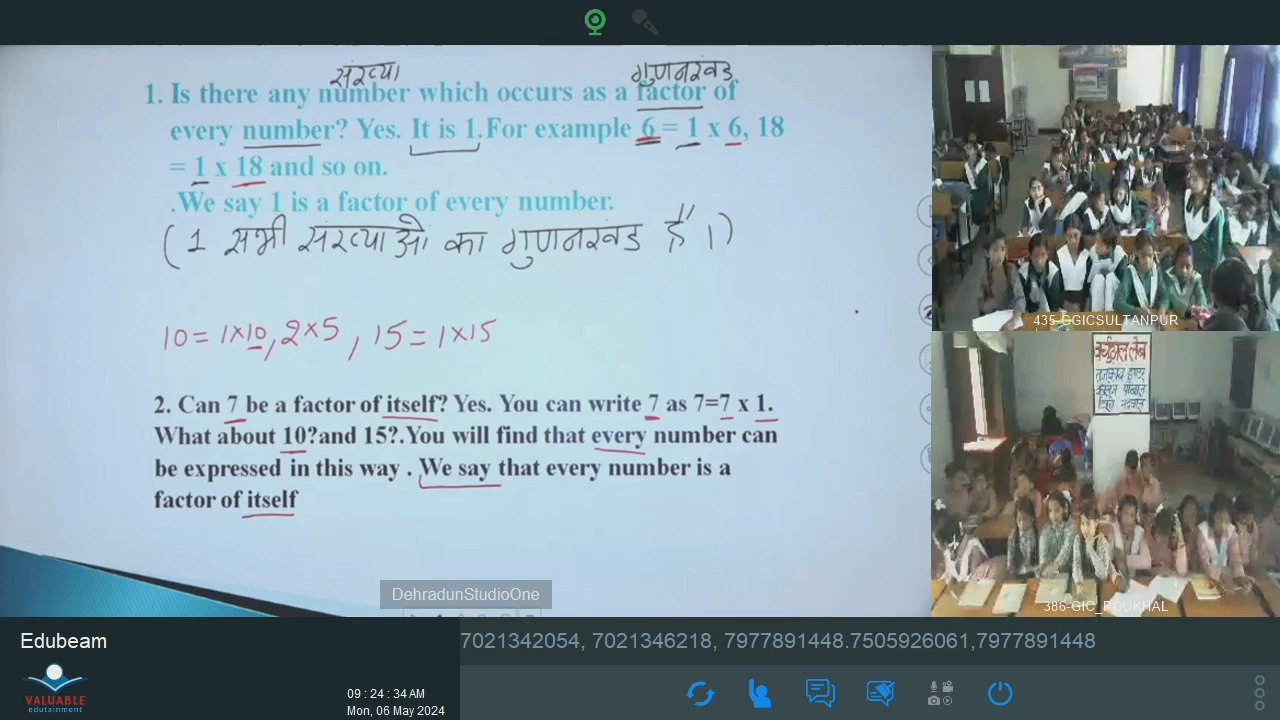 संख्या
गुणनखंड
1. Is there any number which occurs as a factor of
every number? Yes. It is 1.For example 6 = 1 x 6, 18
= 1 x 18 and so on.
.We say 1 is a factor of every number.
(1 सभी संख्याओं का गुणनखंड है।)
10 = 1×10, 2×5 , 15 = 1×15
2. Can 7 be a factor of itself? Yes. You can write 7 as 7=7 x 1.
What about 10?and 15?.You will find that every number can
be expressed in this way . We say that every number is a
factor of itself
DehradunStudioOne
435-GGICSULTANPUR
वर्चुअल लैब
Edubeam
7021342054, 7021346218, 7977891448.7505926061,7977891448
VALUABLE
edutainment
09 : 24 : 34 AM
Mon, 06 May 2024